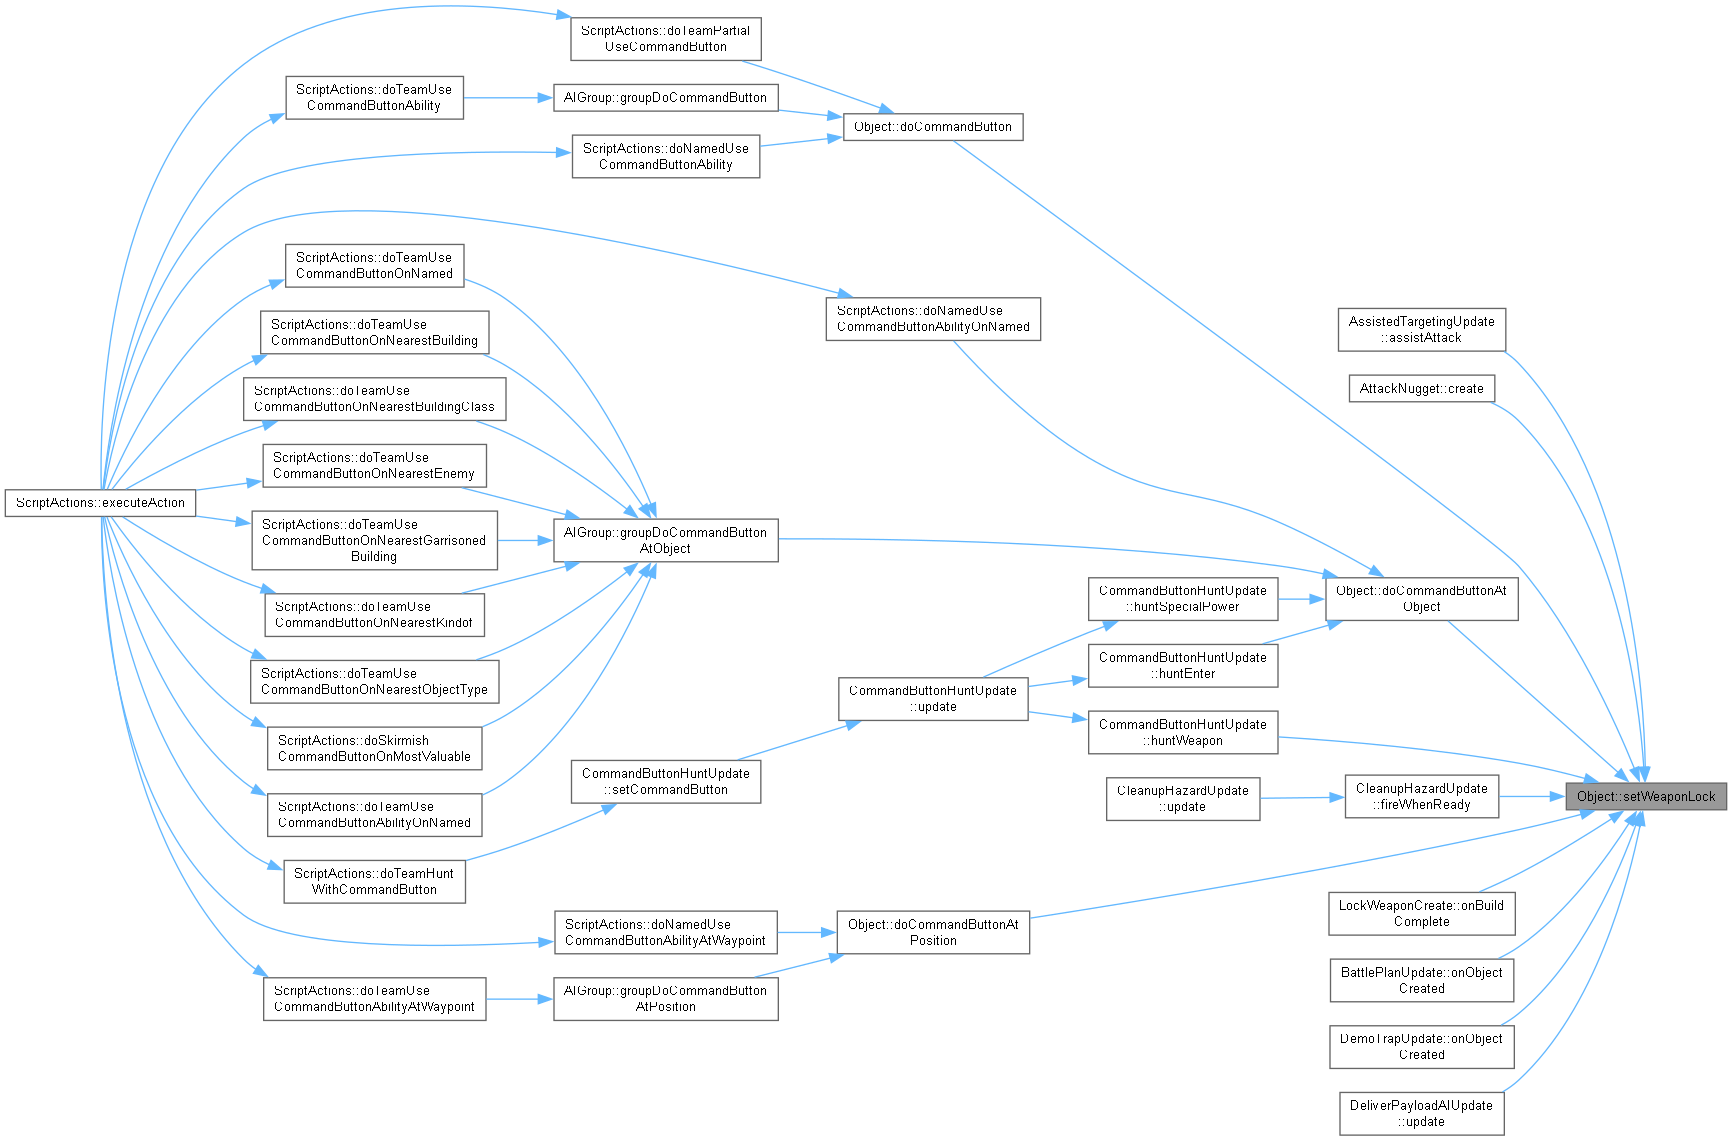 ScriptActions::doTeamPartial
UseCommandButton
ScriptActions::doTeamUse
CommandButtonAbility
AIGroup::groupDoCommandButton
Object::doCommandButton
ScriptActions::doNamedUse
CommandButtonAbility
ScriptActions::doTeamUse
CommandButtonOnNamed
ScriptActions::doNamedUse
CommandButtonAbilityOnNamed
ScriptActions::doTeamUse
CommandButtonOnNearestBuilding
AssistedTargetingUpdate
::assistAttack
ScriptActions::doTeamUse
CommandButtonOnNearestBuildingClass
AttackNugget::create
ScriptActions::doTeamUse
CommandButtonOnNearestEnemy
ScriptActions::executeAction
ScriptActions::doTeamUse
CommandButtonOnNearestGarrisoned
Building
AIGroup::groupDoCommandButton
AtObject
ScriptActions::doTeamUse
CommandButtonOnNearestKindof
CommandButtonHuntUpdate
::huntSpecialPower
Object::doCommandButtonAt
Object
ScriptActions::doTeamUse
CommandButtonOnNearestObjectType
CommandButtonHuntUpdate
::huntEnter
CommandButtonHuntUpdate
::update
ScriptActions::doSkirmish
CommandButtonOnMostValuable
CommandButtonHuntUpdate
::huntWeapon
CommandButtonHuntUpdate
::setCommandButton
CleanupHazardUpdate
::update
CleanupHazardUpdate
::fireWhenReady
Object::setWeaponLock
ScriptActions::doTeamUse
CommandButtonAbilityOnNamed
ScriptActions::doTeamHunt
WithCommandButton
LockWeaponCreate::onBuild
Complete
ScriptActions::doNamedUse
CommandButtonAbilityAtWaypoint
Object::doCommandButtonAt
Position
BattlePlanUpdate::onObject
Created
ScriptActions::doTeamUse
CommandButtonAbilityAtWaypoint
AIGroup::groupDoCommandButton
AtPosition
DemoTrapUpdate::onObject
Created
DeliverPayloadAIUpdate
::update